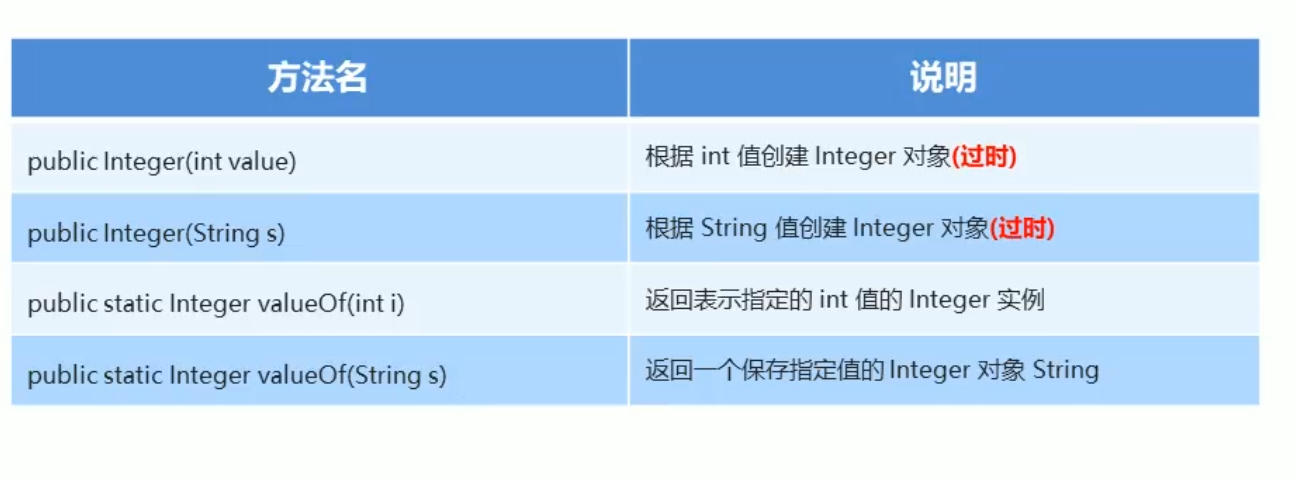 方法名 说明
public Integer(int value) 根据 int 值创建 Integer 对象(过时)
public Integer(String s) 根据 String 值创建 Integer 对象(过时)
public static Integer valueOf(int i) 返回表示指定的 int 值的 Integer 实例
public static Integer valueOf(String s) 返回一个保存指定值的 Integer 对象 String